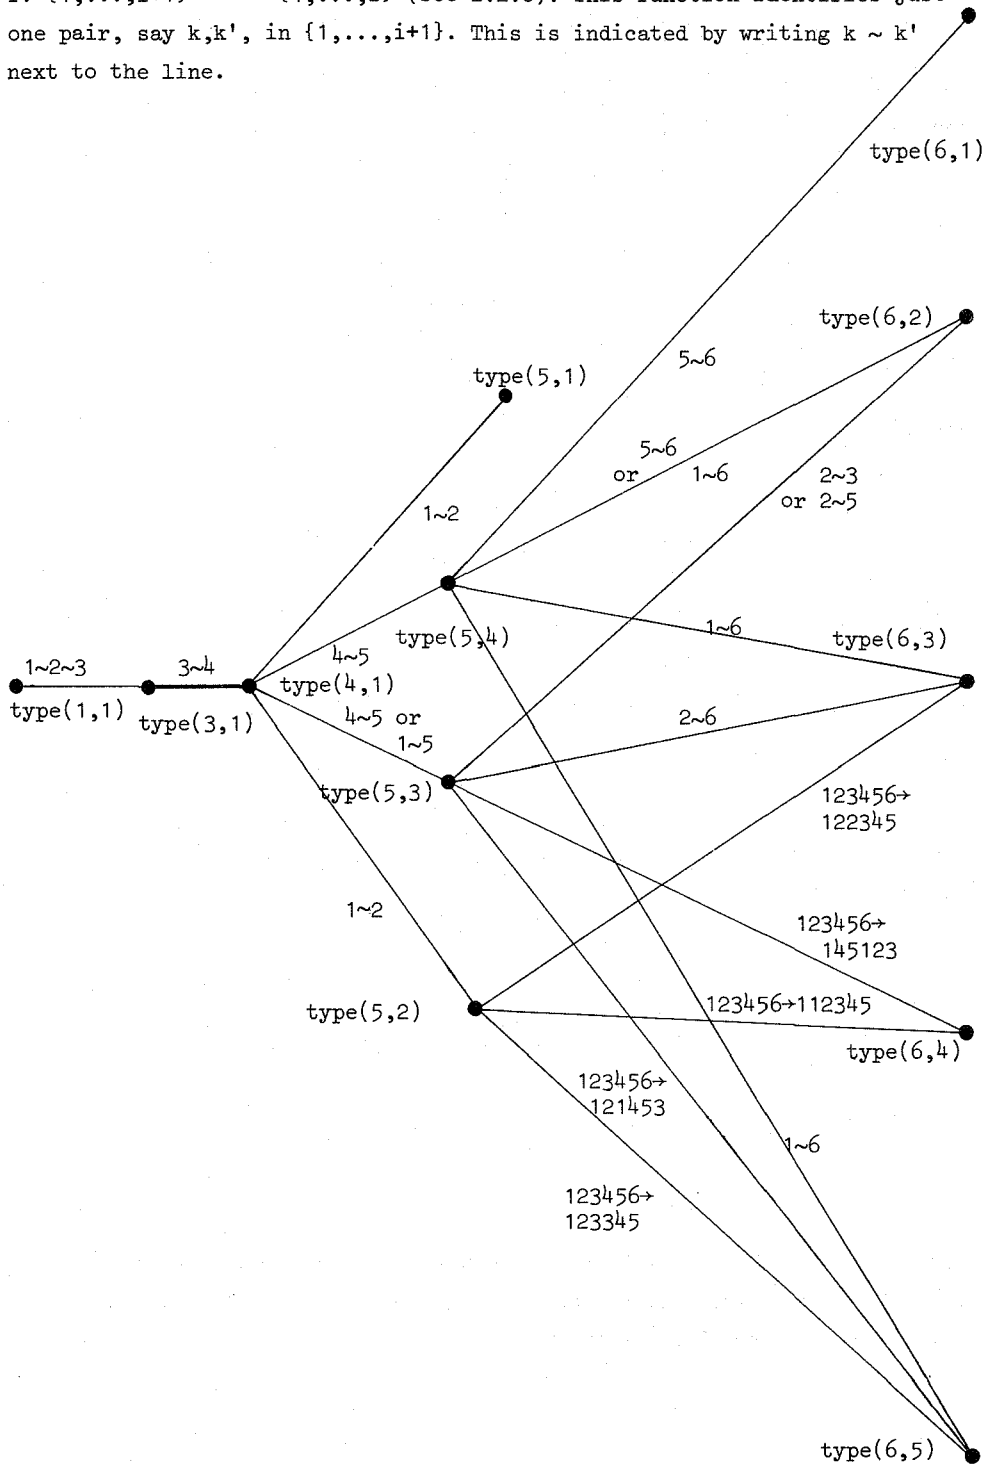 one pair, say k,k', in {1,...,i+1}. This is indicated by writing k ~ k'
next to the line.
type(6,1)
type(6,2)
5~6
type(5,1)
5~6
or 1~6
2~3
or 2~5
1~2
1~6
type(5,4)
type(6,3)
4~5
1~2~3
3~4
type(4,1)
type(1,1)
type(3,1)
4~5 or
1~5
2~6
type(5,3)
123456→
122345
1~2
123456→
145123
type(5,2)
123456→112345
type(6,4)
123456→
121453
1~6
123456→
123345
type(6,5)